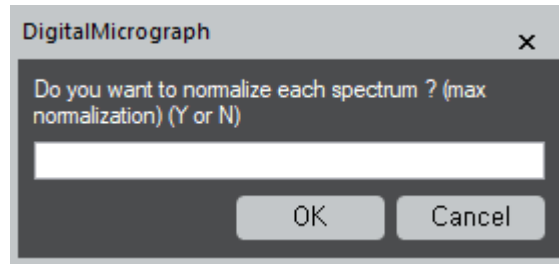 DigitalMicrograph
×
Do you want to normalize each spectrum ? (max
normalization) (Y or N)
OK
Cancel